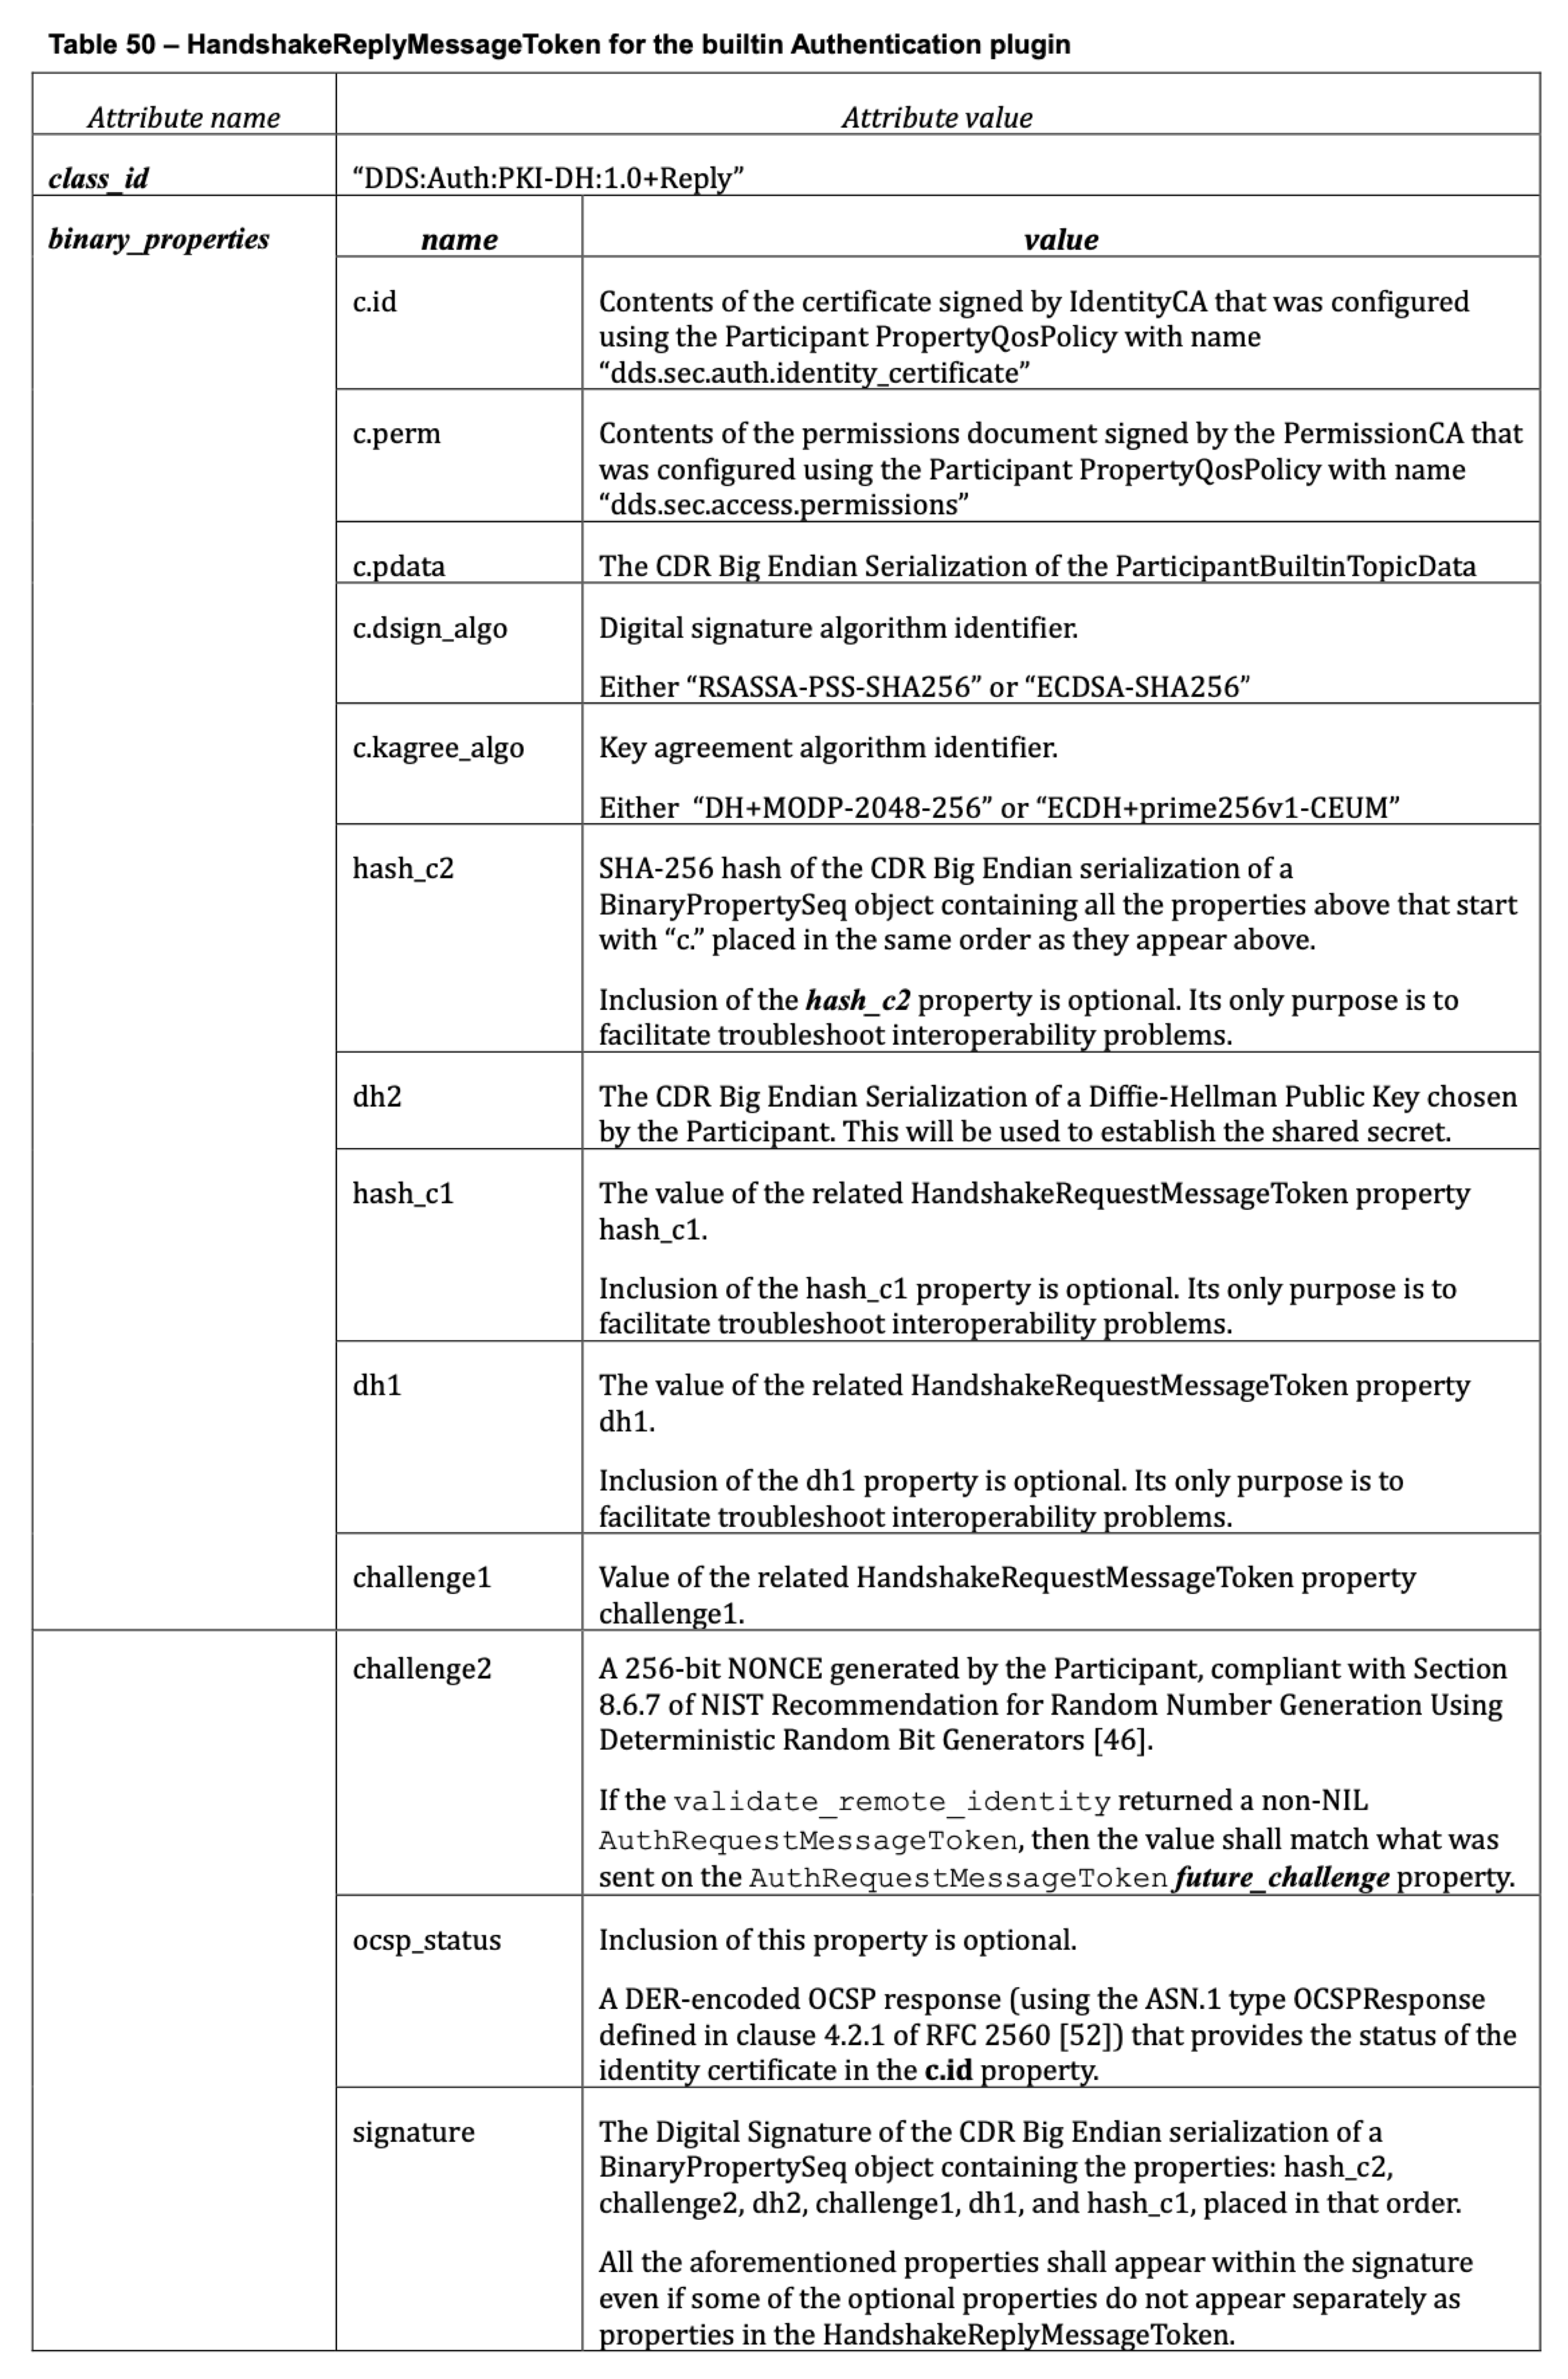 Table 50 – HandshakeReplyMessageToken for the builtin Authentication plugin
Attribute name
Attribute value
class_id
“DDS:Auth:PKI-DH:1.0+Reply”
binary_properties
name
value
c.id
Contents of the certificate signed by IdentityCA that was configured
using the Participant PropertyQosPolicy with name
“dds.sec.auth.identity_certificate”
c.perm
Contents of the permissions document signed by the PermissionCA that
was configured using the Participant PropertyQosPolicy with name
“dds.sec.access.permissions”
c.pdata
The CDR Big Endian Serialization of the ParticipantBuiltinTopicData
c.dsign_algo
Digital signature algorithm identifier.
Either “RSASSA-PSS-SHA256” or “ECDSA-SHA256”
c.kagree_algo
Key agreement algorithm identifier.
Either “DH+MODP-2048-256” or “ECDH+prime256v1-CEUM”
hash_c2
SHA-256 hash of the CDR Big Endian serialization of a
BinaryPropertySeq object containing all the properties above that start
with “c.” placed in the same order as they appear above.
Inclusion of the hash_c2 property is optional. Its only purpose is to
facilitate troubleshoot interoperability problems.
dh2
The CDR Big Endian Serialization of a Diffie-Hellman Public Key chosen
by the Participant. This will be used to establish the shared secret.
hash_c1
The value of the related HandshakeRequestMessageToken property
hash_c1.
Inclusion of the hash_c1 property is optional. Its only purpose is to
facilitate troubleshoot interoperability problems.
dh1
The value of the related HandshakeRequestMessageToken property
dh1.
Inclusion of the dh1 property is optional. Its only purpose is to
facilitate troubleshoot interoperability problems.
challenge1
Value of the related HandshakeRequestMessageToken property
challenge1.
challenge2
A 256-bit NONCE generated by the Participant, compliant with Section
8.6.7 of NIST Recommendation for Random Number Generation Using
Deterministic Random Bit Generators [46].
If the validate_remote_identity returned a non-NIL
AuthRequestMessageToken, then the value shall match what was
sent on the AuthRequestMessageToken future_challenge property.
ocsp_status
Inclusion of this property is optional.
A DER-encoded OCSP response (using the ASN.1 type OCSPResponse
defined in clause 4.2.1 of RFC 2560 [52]) that provides the status of the
identity certificate in the c.id property.
signature
The Digital Signature of the CDR Big Endian serialization of a
BinaryPropertySeq object containing the properties: hash_c2,
challenge2, dh2, challenge1, dh1, and hash_c1, placed in that order.
All the aforementioned properties shall appear within the signature
even if some of the optional properties do not appear separately as
properties in the HandshakeReplyMessageToken.